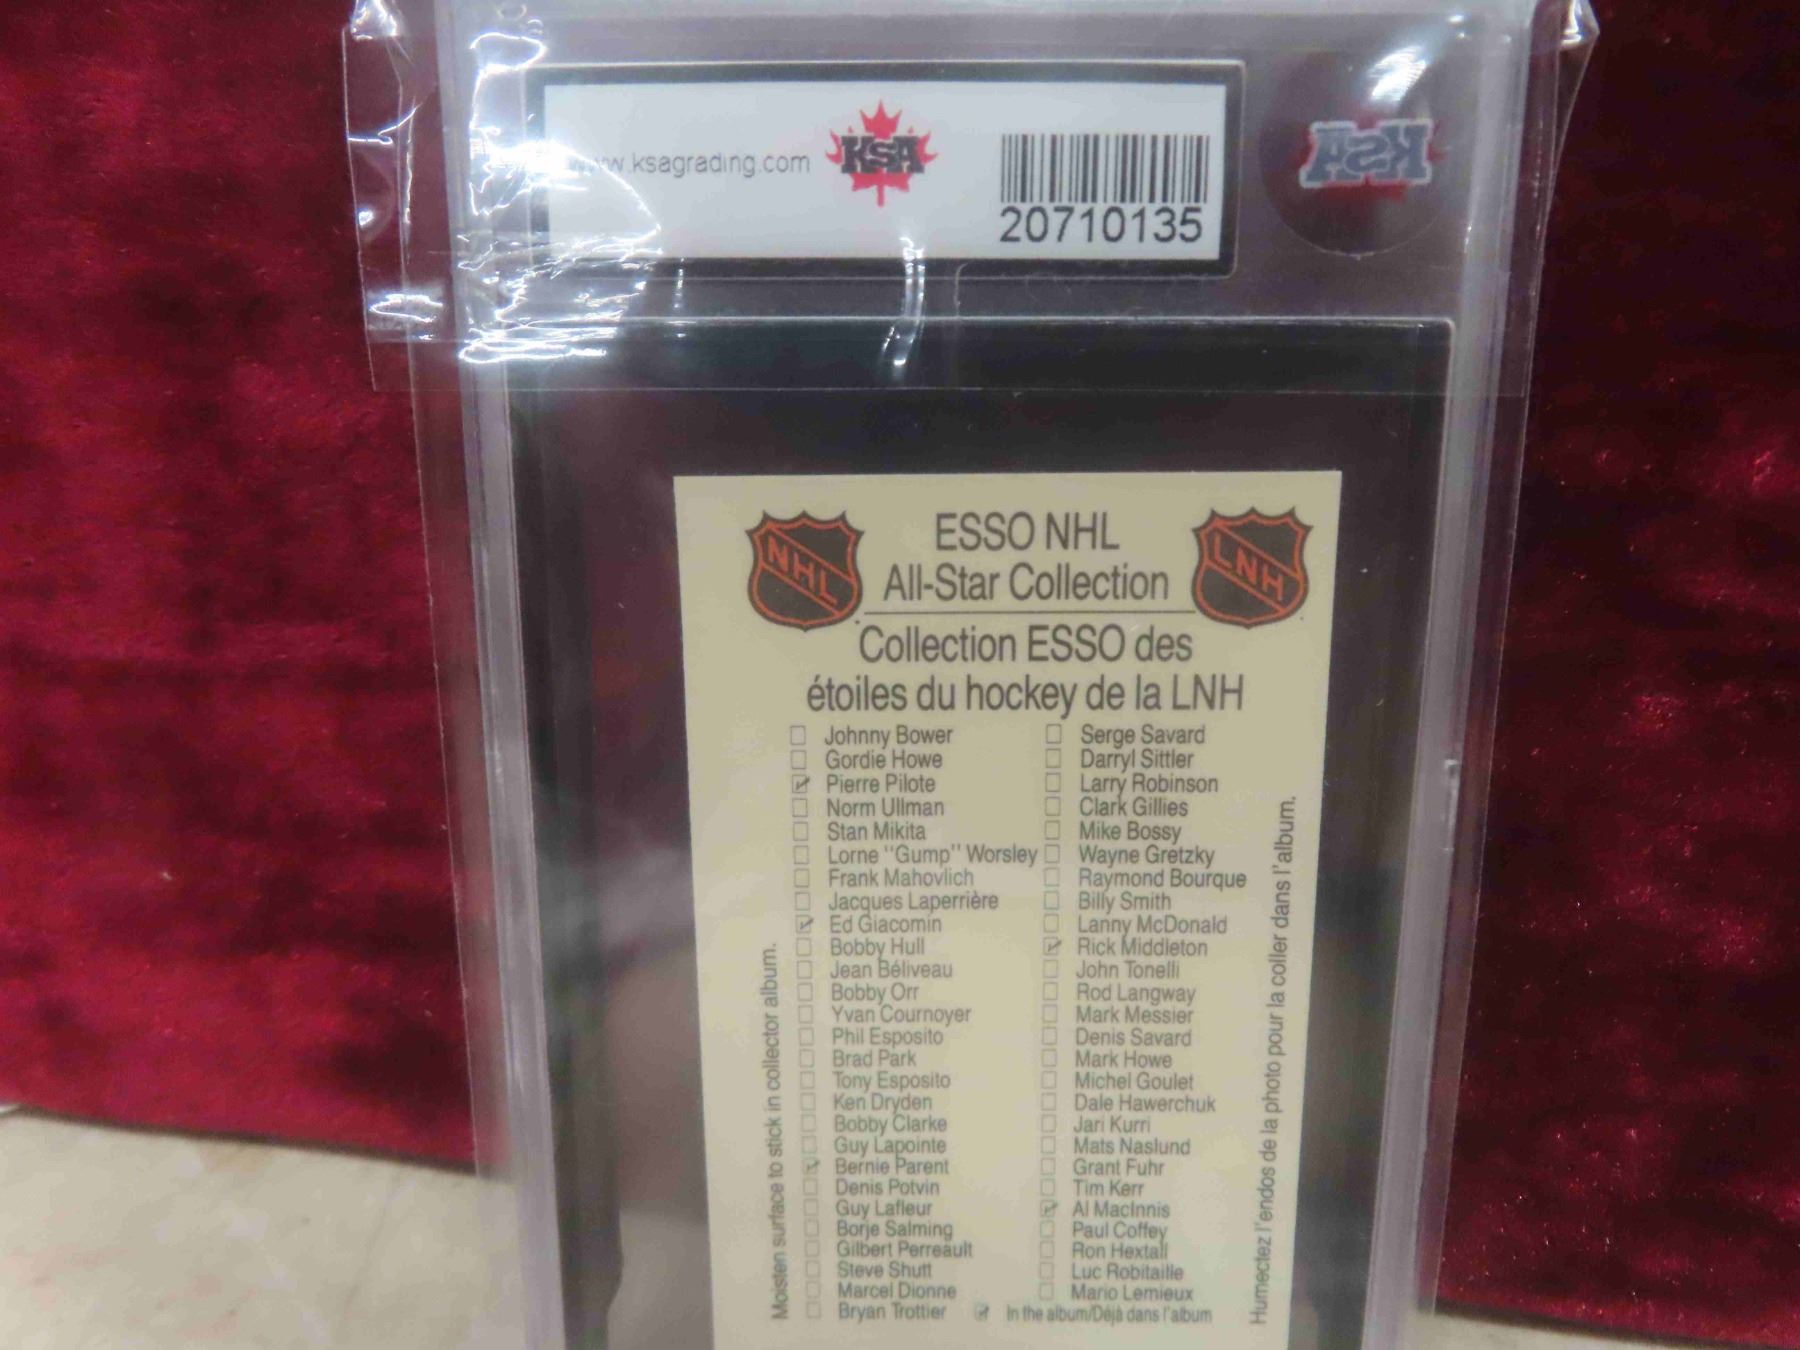 www.ksagrading.com
KSA
20710135
KSA
NHL
LNH
ESSO NHL
All-Star Collection
Collection ESSO des
étoiles du hockey de la LNH
Johnny Bower
Gordie Howe
Pierre Pilote
Norm Ullman
Stan Mikita
Lorne "Gump" Worsley
Frank Mahovlich
Jacques Laperrière
Ed Giacomin
Bobby Hull
Jean Béliveau
Bobby Orr
Yvan Cournoyer
Phil Esposito
Brad Park
Tony Esposito
Ken Dryden
Bobby Clarke
Guy Lapointe
Bernie Parent
Denis Potvin
Guy Lafleur
Borje Salming
Gilbert Perreault
Steve Shutt
Marcel Dionne
Bryan Trottier
Serge Savard
Darryl Sittler
Larry Robinson
Clark Gillies
Mike Bossy
Wayne Gretzky
Raymond Bourque
Billy Smith
Lanny McDonald
Rick Middleton
John Tonelli
Rod Langway
Mark Messier
Denis Savard
Mark Howe
Michel Goulet
Dale Hawerchuk
Jari Kurri
Mats Naslund
Grant Fuhr
Tim Kerr
Al MacInnis
Paul Coffey
Ron Hextall
Luc Robitaille
Mario Lemieux
In the album/Déjà dans l'album
Moisten surface to stick in collector album.
Humectez l'endos de la photo pour la coller dans l'album.